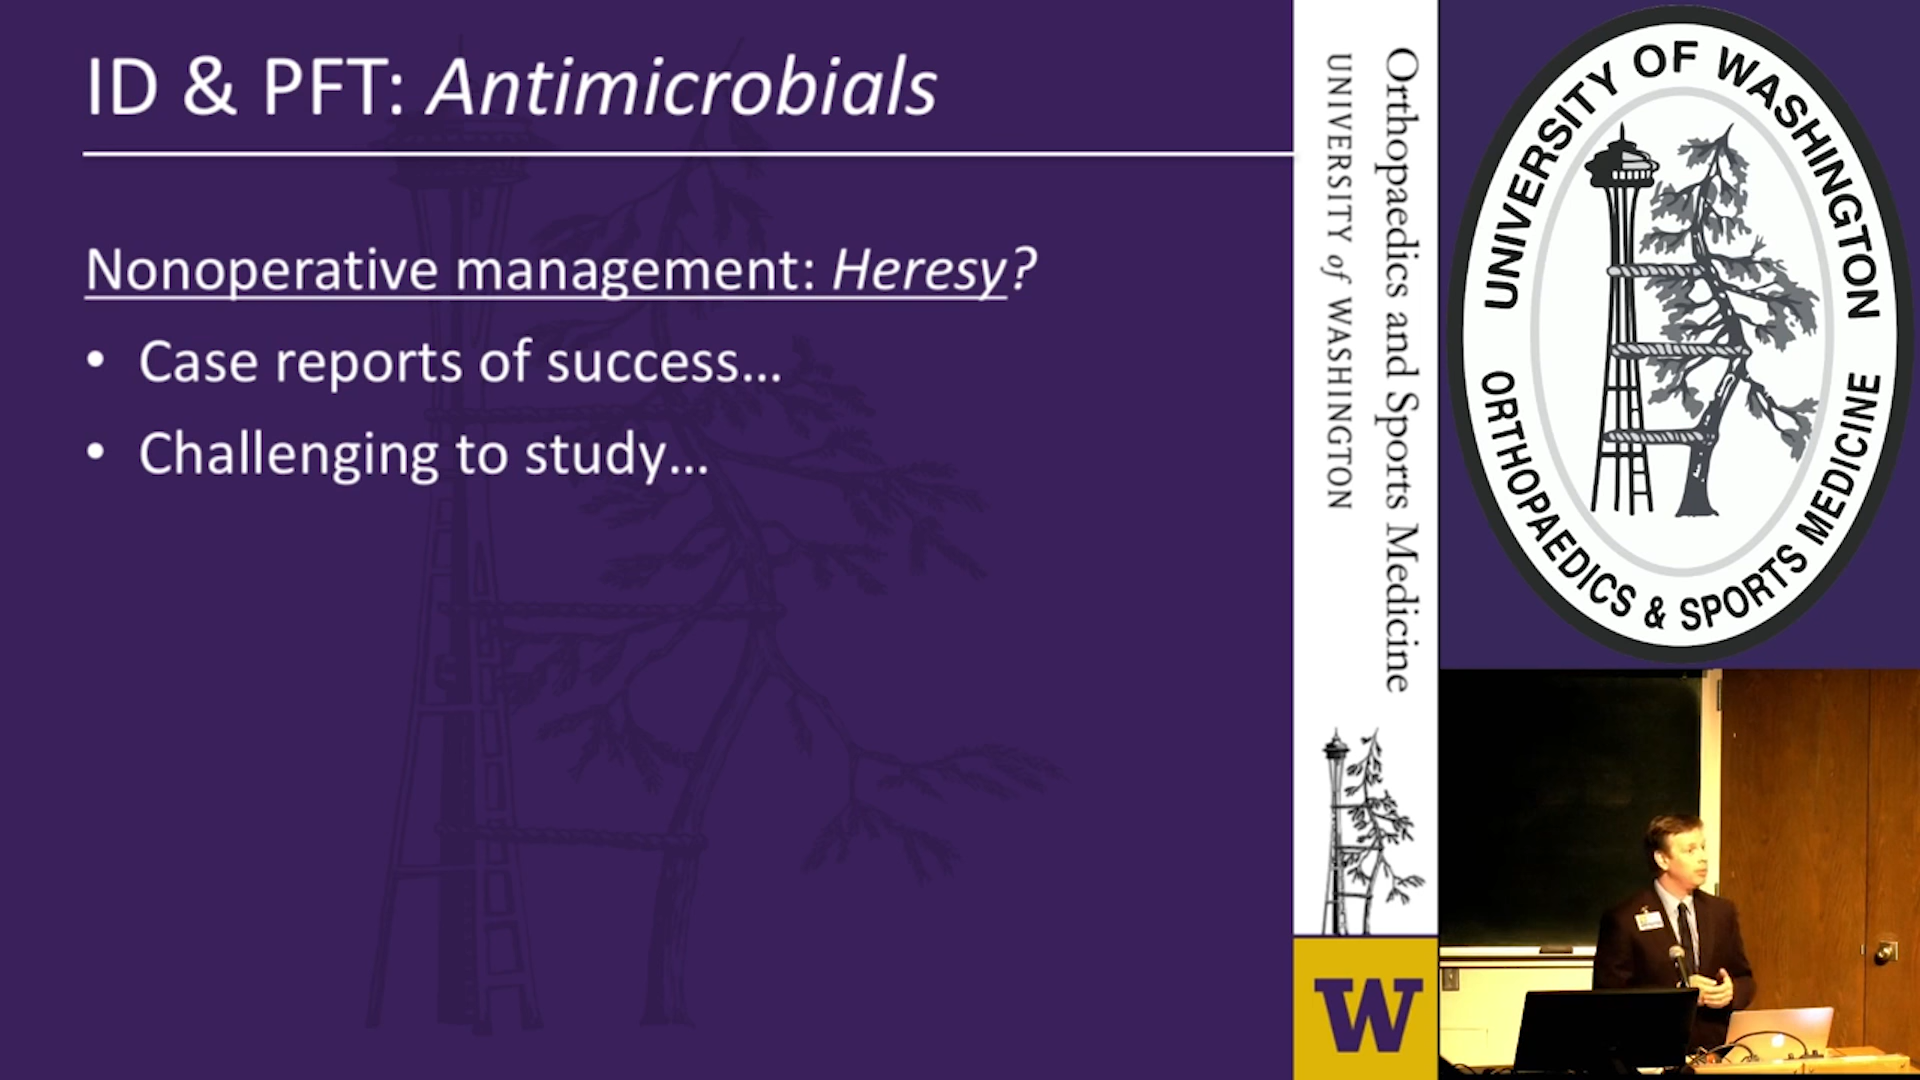 ID & PFT: Antimicrobials
Nonoperative management: Heresy?
• Case reports of success...
• Challenging to study...
Orthopaedics and Sports Medicine
UNIVERSITY of WASHINGTON
W
UNIVERSITY OF WASHINGTON
ORTHOPAEDICS & SPORTS MEDICINE